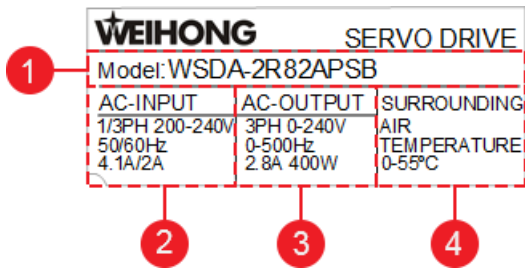 WEIHONG SERVO DRIVE
1 Model:WSDA-2R82APSB
AC-INPUT
1/3PH 200-240V
50/60Hz
4.1A/2A
AC-OUTPUT
3PH 0-240V
0-500Hz
2.8A 400W
SURROUNDING
AIR
TEMPERATURE
0-55℃
2 3 4